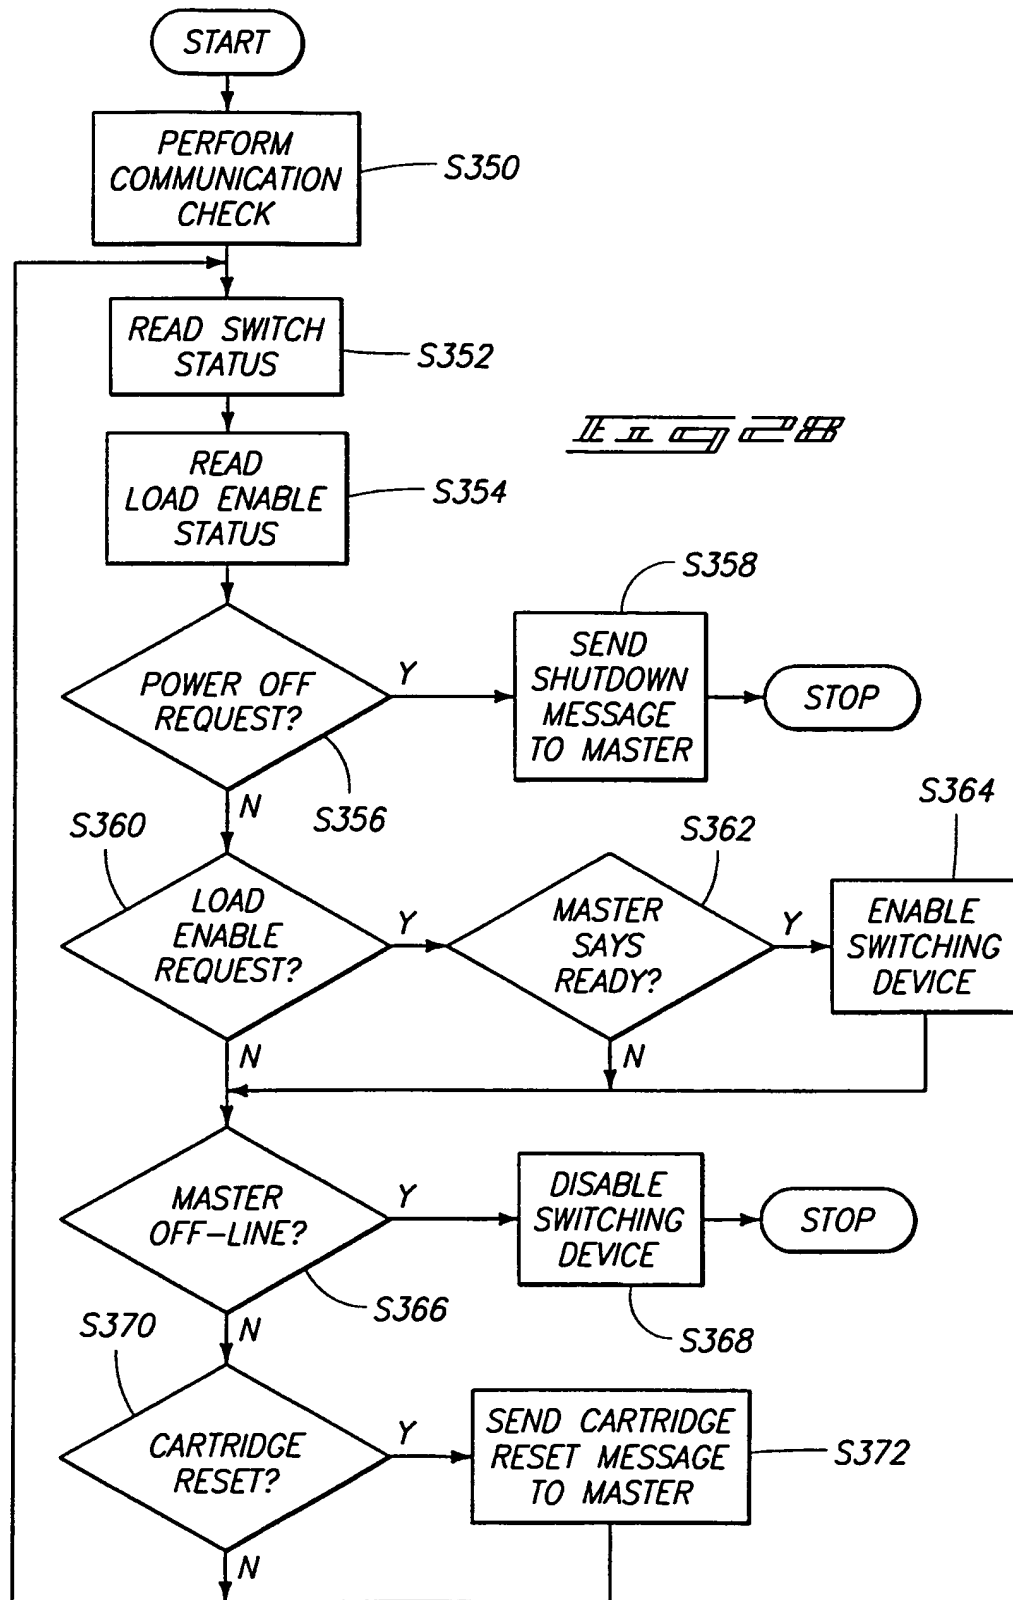 START
PERFORM
COMMUNICATION
CHECK
S350
READ SWITCH
STATUS
S352
Fig 28
READ
LOAD ENABLE
STATUS
S354
S358
SEND
SHUTDOWN
MESSAGE
TO MASTER
STOP
POWER OFF
REQUEST?
Y
N
S356
S360
LOAD
ENABLE
REQUEST?
Y
N
S362
MASTER
SAYS
READY?
Y
N
S364
ENABLE
SWITCHING
DEVICE
MASTER
OFF-LINE?
Y
N
S366
DISABLE
SWITCHING
DEVICE
S368
STOP
S370
CARTRIDGE
RESET?
Y
N
SEND CARTRIDGE
RESET MESSAGE
TO MASTER
S372